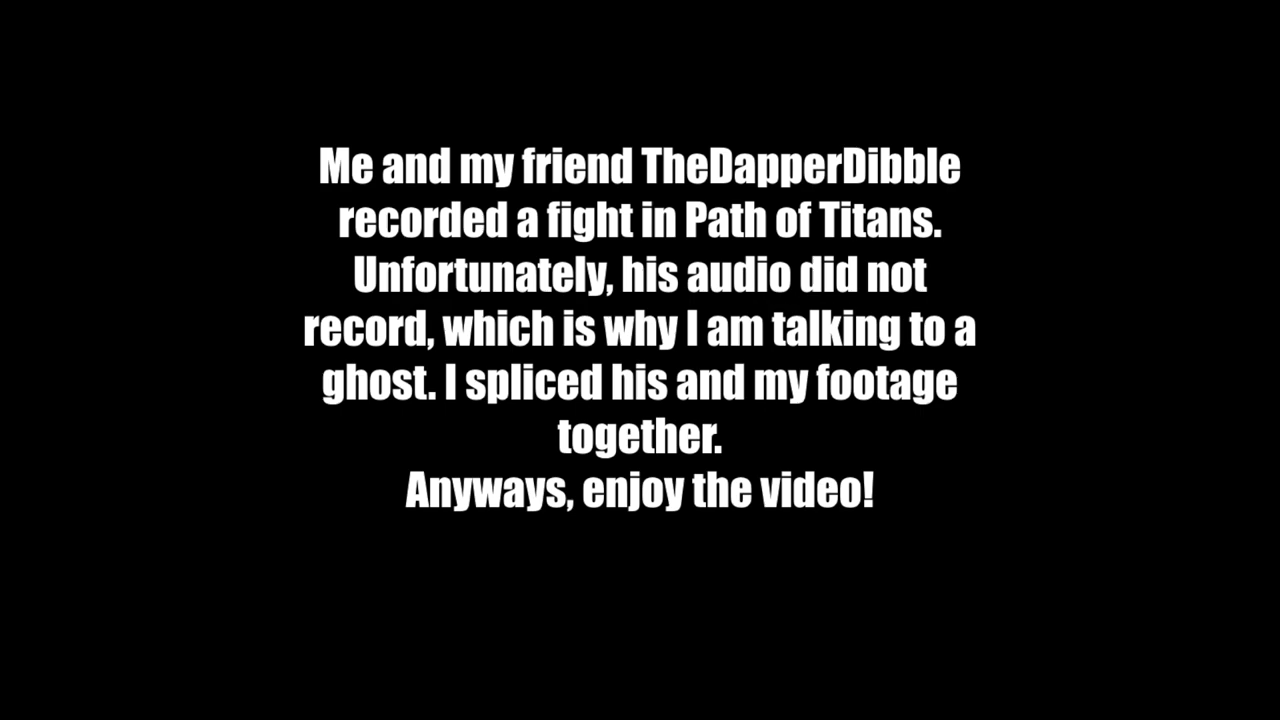 Me and my friend TheDapperDibble
recorded a fight in Path of Titans.
Unfortunately, his audio did not
record, which is why I am talking to a
ghost. I spliced his and my footage
together.
Anyways, enjoy the video!